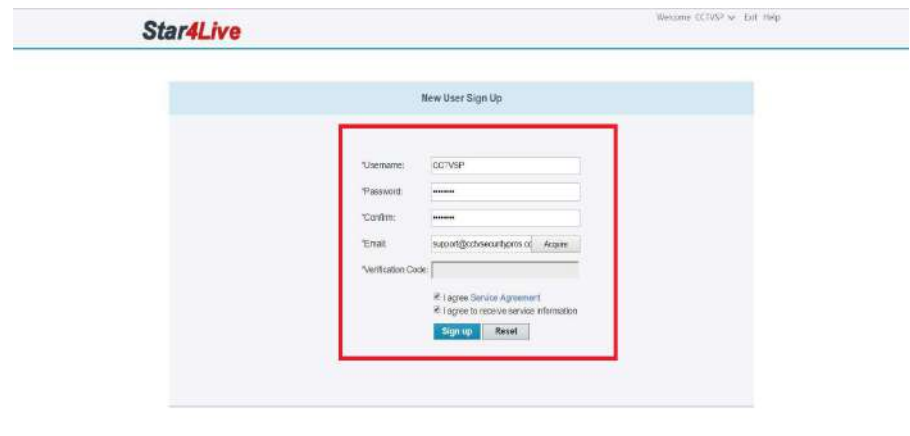 Star4Live
Welcome CCTVSP Exit Help
New User Sign Up
*Username: CCTVSP
*Password:
*Confirm:
*Email: support@cctvsecuritypros.cc Acquire
*Verification Code:
I agree Service Agreement
I agree to receive service information
Sign up Reset